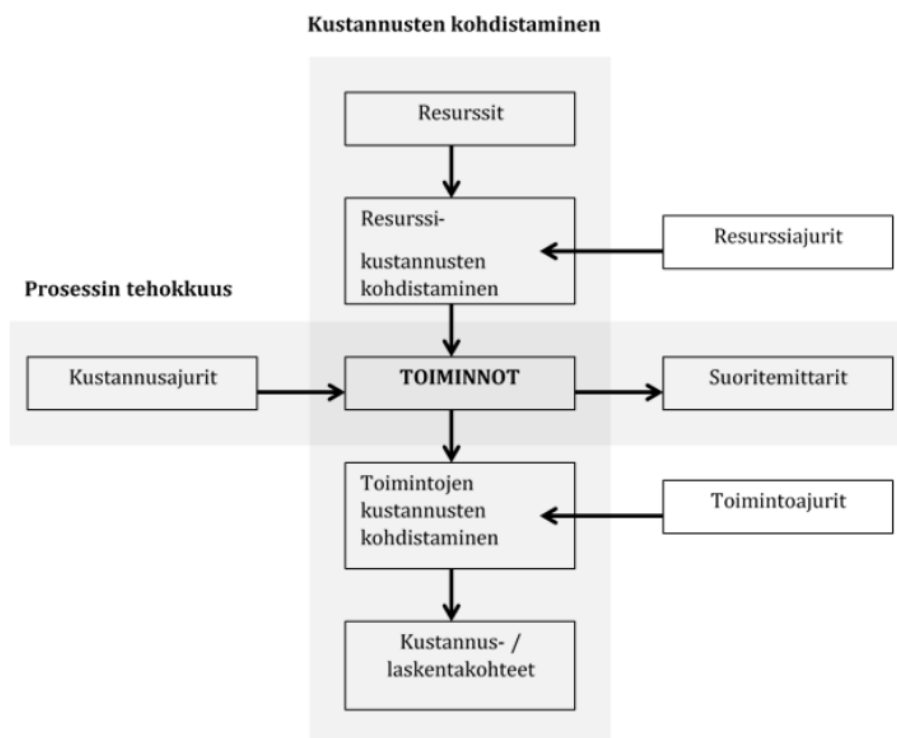 Kustannusten kohdistaminen
Resurssit
Resurssi-
kustannusten
kohdistaminen
Resurssiajurit
Prosessin tehokkuus
Kustannusajurit
TOIMINNOT
Suoritemittarit
Toimintojen
kustannusten
kohdistaminen
Toimintoajurit
Kustannus- /
laskentakohteet